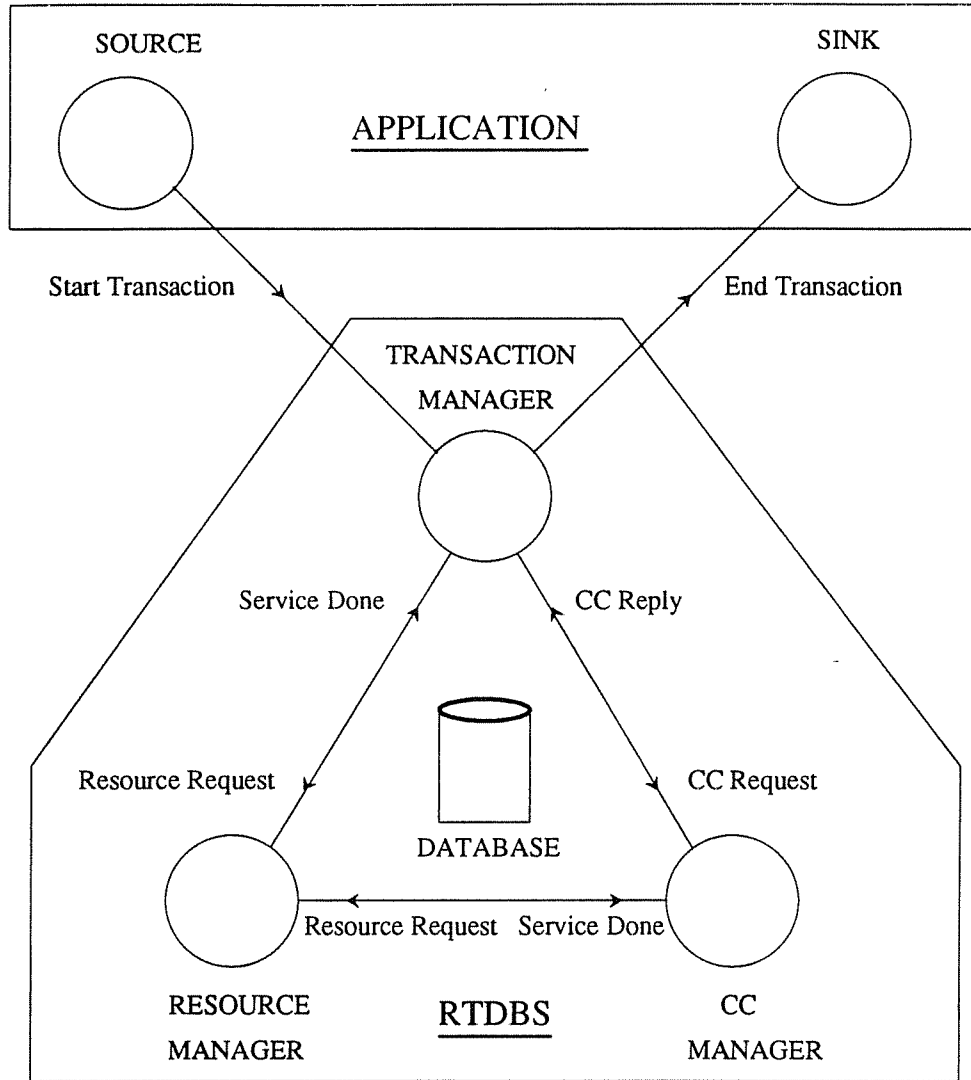 SOURCE
SINK
APPLICATION
Start Transaction
End Transaction
TRANSACTION
MANAGER
Service Done
CC Reply
Resource Request
CC Request
DATABASE
Resource Request
Service Done
RESOURCE
MANAGER
RTDBS
CC
MANAGER